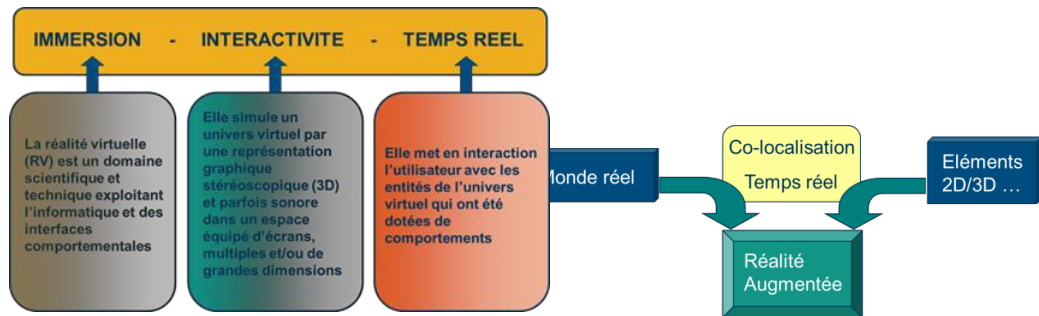 IMMERSION - INTERACTIVITE - TEMPS REEL
La réalité virtuelle
(RV) est un domaine
scientifique et
technique exploitant
l'informatique et des
interfaces
comportementales
Elle simule un
univers virtuel par
une représentation
graphique
stéréoscopique (3D)
et parfois sonore
dans un espace
équipé d'écrans,
multiples et/ou de
grandes dimensions
Elle met en interaction
l'utilisateur avec les
entités de l'univers
virtuel qui ont été
dotées de
comportements
Monde réel
Co-localisation
Temps réel
Eléments
2D/3D ...
Réalité
Augmentée